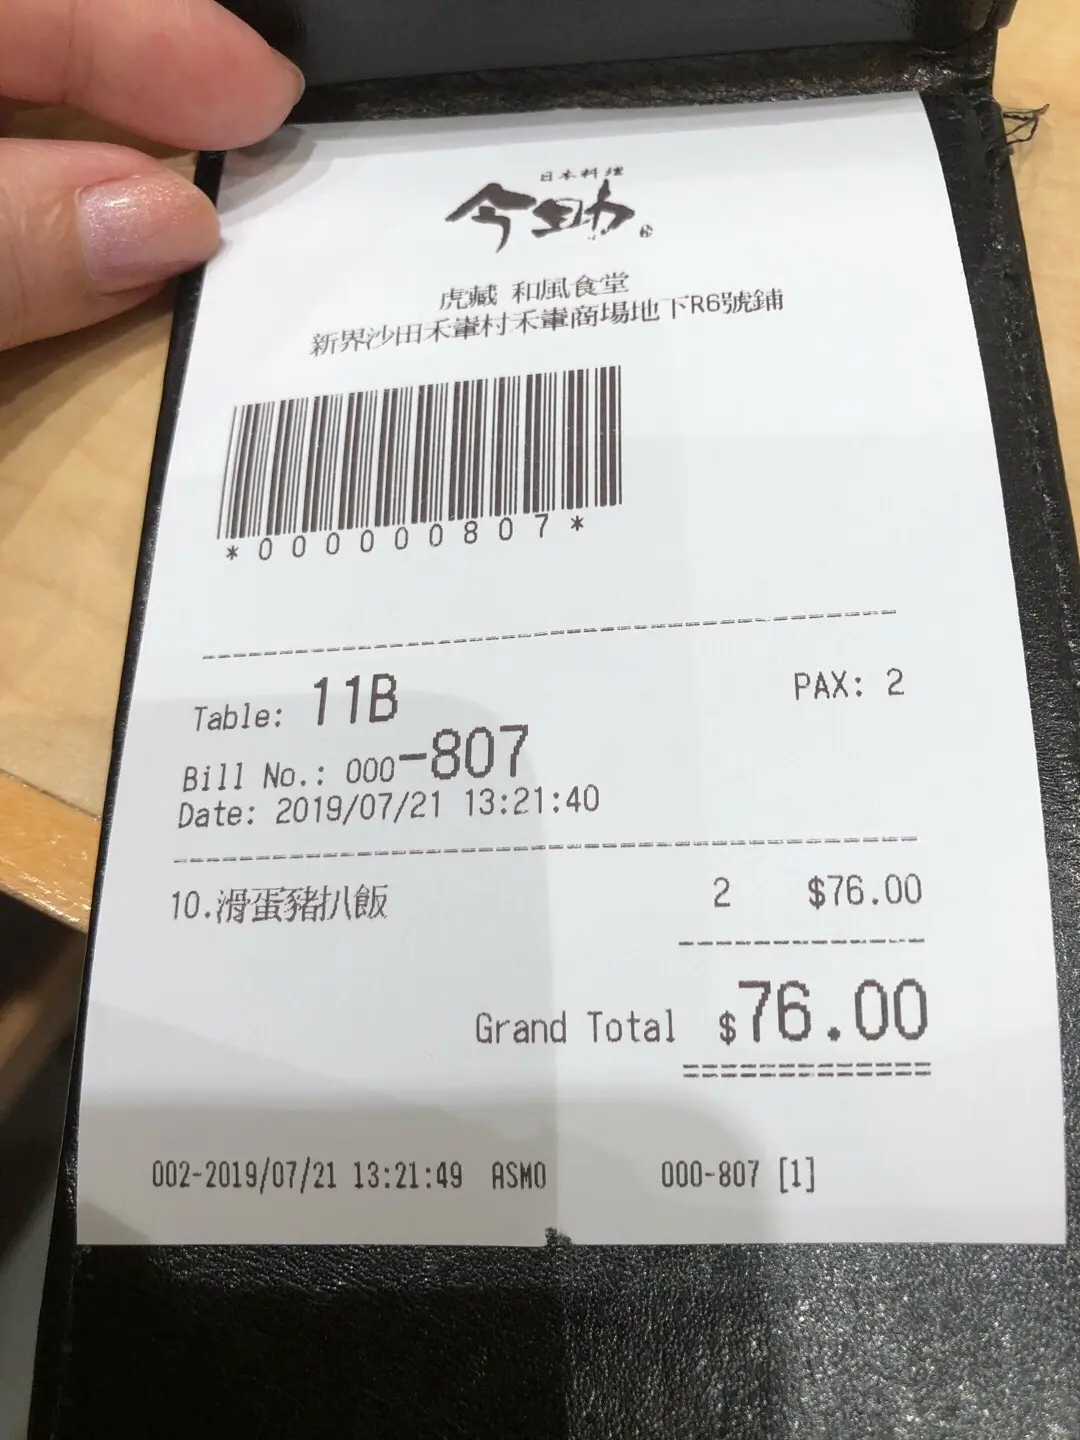 日本料理
今助
虎藏 和風食堂
新界沙田禾輋村禾輋商場地下R6號鋪
*000000807*
Table: 11B
PAX: 2
Bill No.: 000-807
Date: 2019/07/21 13:21:40
10.滑蛋豬扒飯 2 $76.00
Grand Total $76.00
002-2019/07/21 13:21:49 ASMO 000-807 [1]